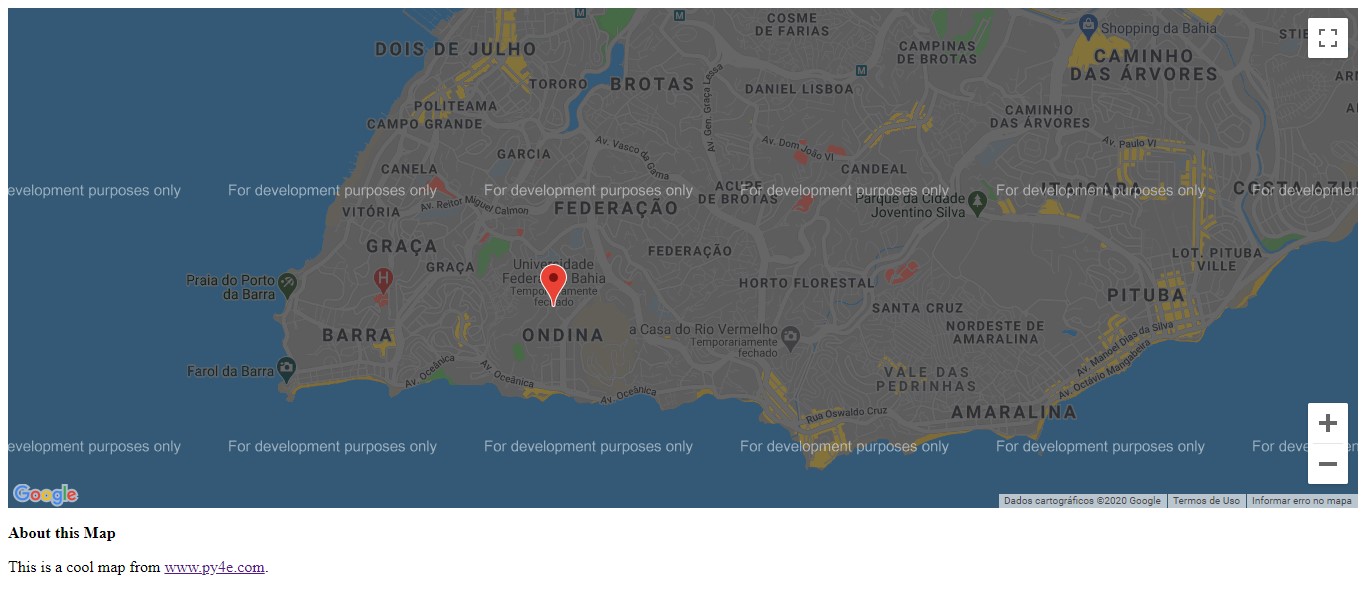 COSME
DE FARIAS
Shopping da Bahia
DOIS DE JULHO
CAMPINAS
DE BROTAS
CAMINHO
DAS ÁRVORES
TORORO
BROTAS
DANIEL LISBOA
M
M
M
POLITEAMA
CAMPO GRANDE
CAMINHO
DAS ÁRVORES
Av. Gen. Graça Lessa
Av. Vasco da Gama
Av. Dom João VI
Av. Paulo VI
GARCIA
CANELA
CANDEAL
evelopment purposes only For development purposes only For development purposes only For development purposes only For development purposes only For developmen
ACUPE
DE BROTAS
ITAIGARA
Parque da Cidade
Joventino Silva
VITÓRIA
Av. Reitor Miguel Calmon
FEDERAÇÃO
GRAÇA
FEDERAÇÃO
LOT. PITUBA
VILLE
GRAÇA
Universidade
Federal Bahia
fechado
Praia do Porto
da Barra
H
HORTO FLORESTAL
PITUBA
SANTA CRUZ
BARRA
ONDINA
a Casa do Rio Vermelho
Temporariamente
fechado
NORDESTE DE
AMARALINA
Av. Manoel Dias da Silva
Av. Octávio Mangabeira
Farol da Barra
Av. Oceânica
Av. Oceânica
Av. Oceânica
VALE DAS
PEDRINHAS
Rua Oswaldo Cruz
AMARALINA
evelopment purposes only For development purposes only For development purposes only For development purposes only For development purposes only For de
Google
Dados cartográficos ©2020 Google Termos de Uso Informar erro no mapa
About this Map
This is a cool map from www.py4e.com.